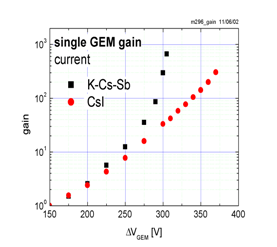 m296_gain 11/06/02
single GEM gain
current
K-Cs-Sb
CsI
gain
10³
10²
10¹
10⁰
150 200 250 300 350 400
ΔV_GEM [V]